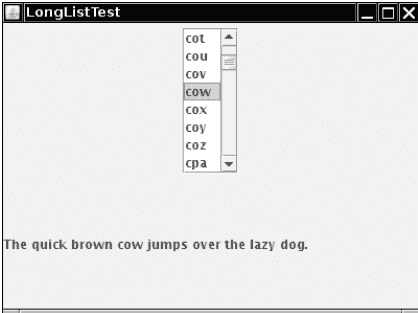 LongListTest
cot
cou
cov
cow
cox
coy
coz
cpa
The quick brown cow jumps over the lazy dog.